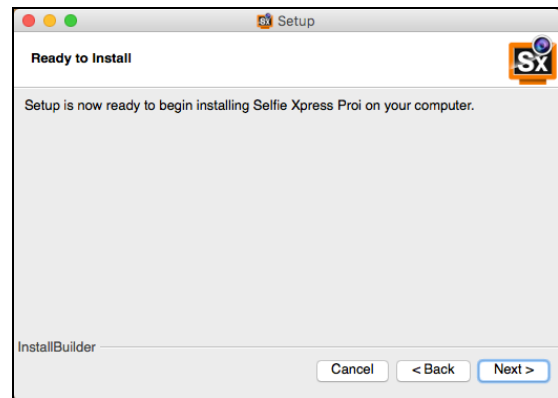 Setup
Ready to Install
Sx
Setup is now ready to begin installing Selfie Xpress Proi on your computer.
InstallBuilder
Cancel
< Back
Next >